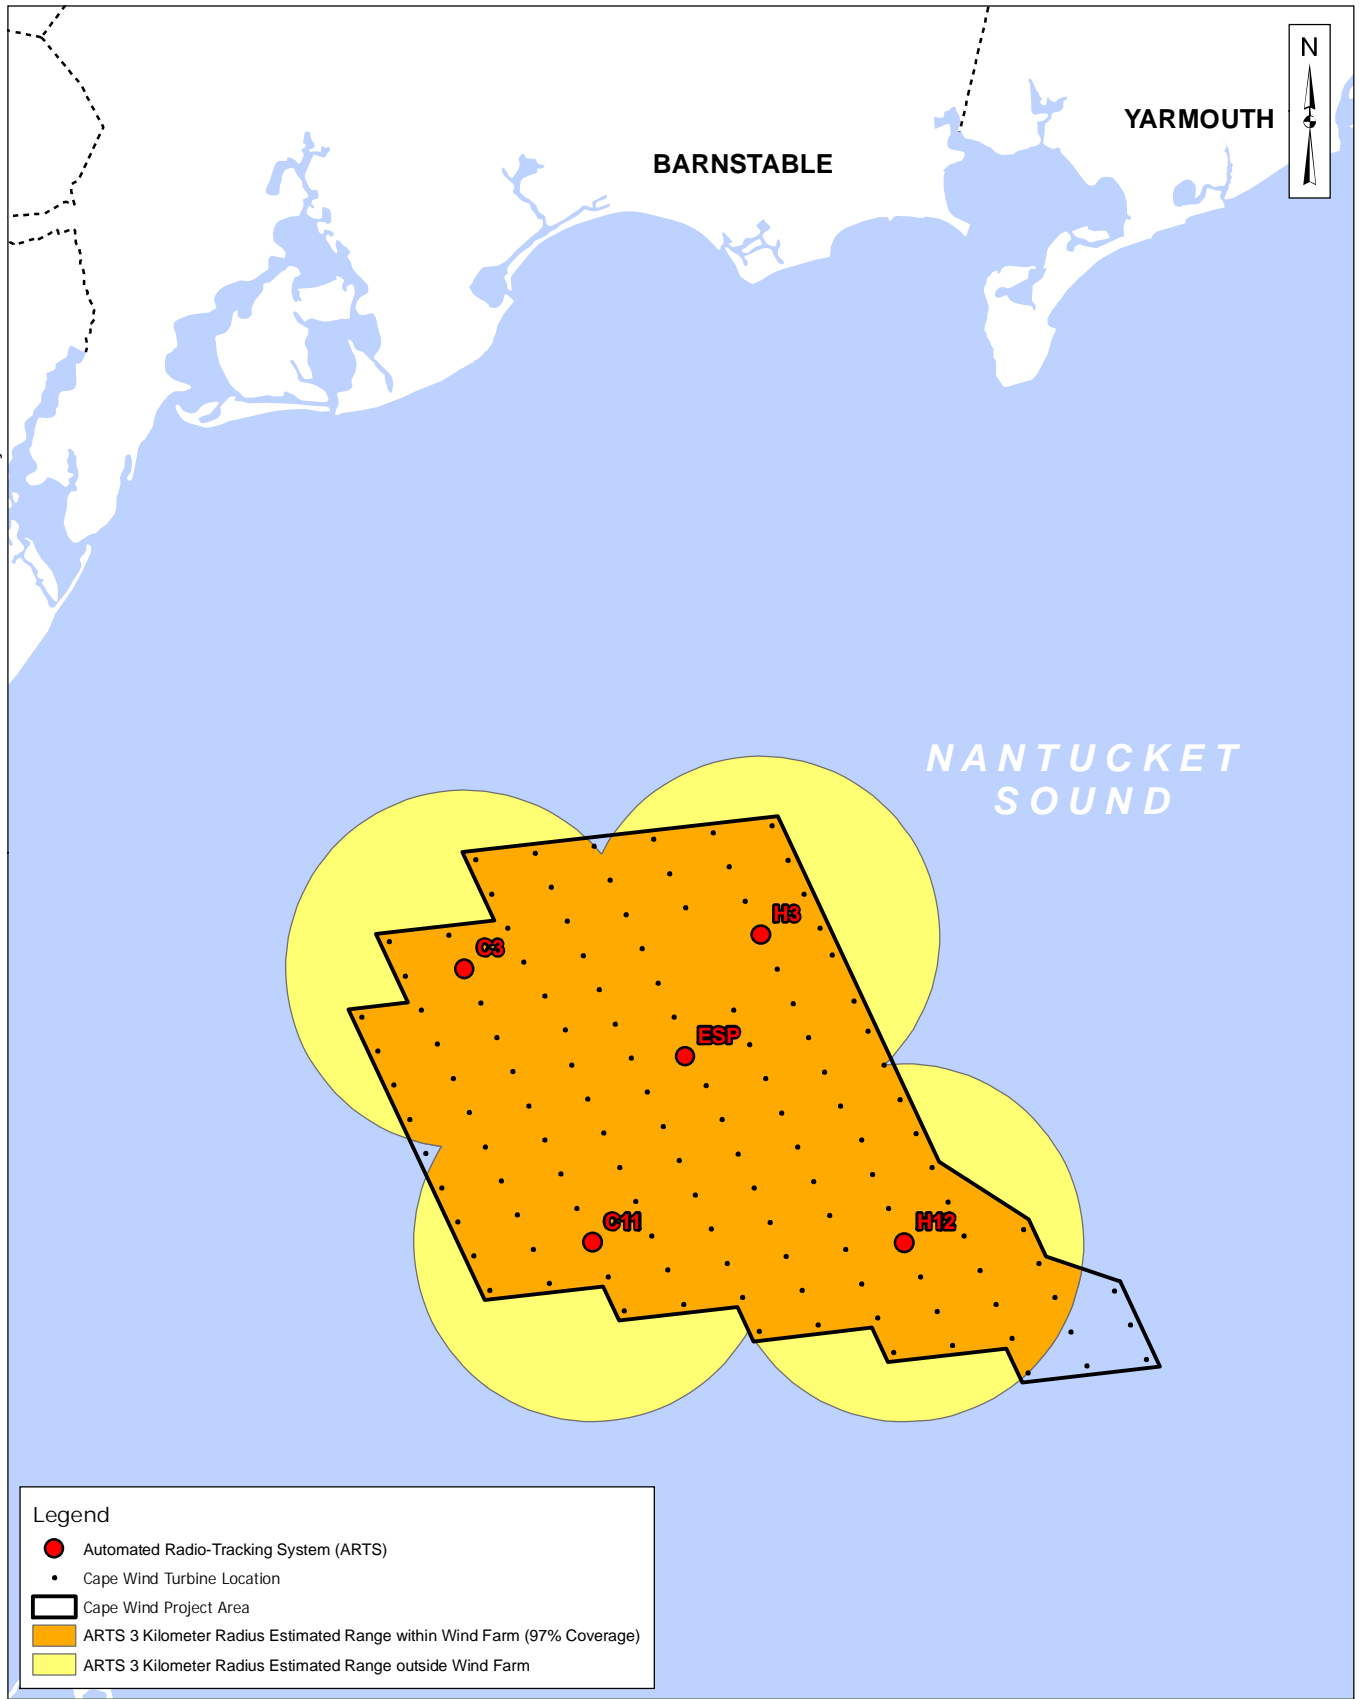 N
YARMOUTH
BARNSTABLE
NANTUCKET
SOUND
H3
C3
ESP
C11
H12
Legend
Automated Radio-Tracking System (ARTS)
Cape Wind Turbine Location
Cape Wind Project Area
ARTS 3 Kilometer Radius Estimated Range within Wind Farm (97% Coverage)
ARTS 3 Kilometer Radius Estimated Range outside Wind Farm